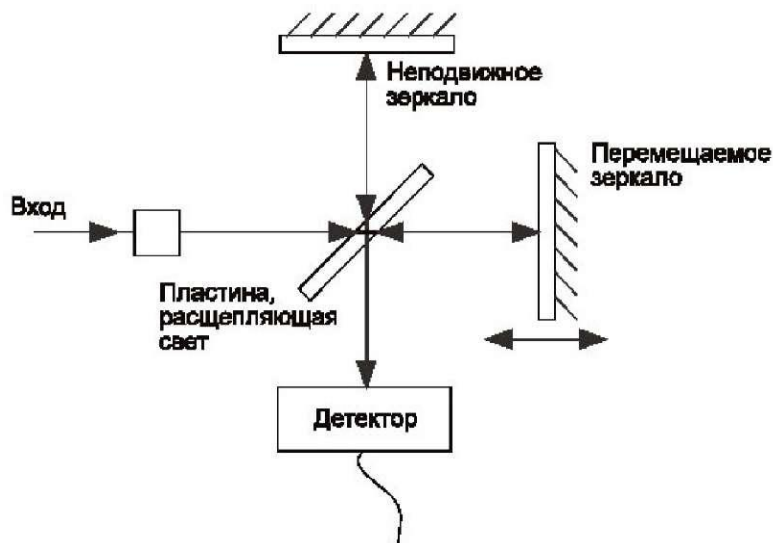 Неподвижное
зеркало
Перемещаемое
зеркало
Вход
Пластина,
расщепляющая
свет
Детектор